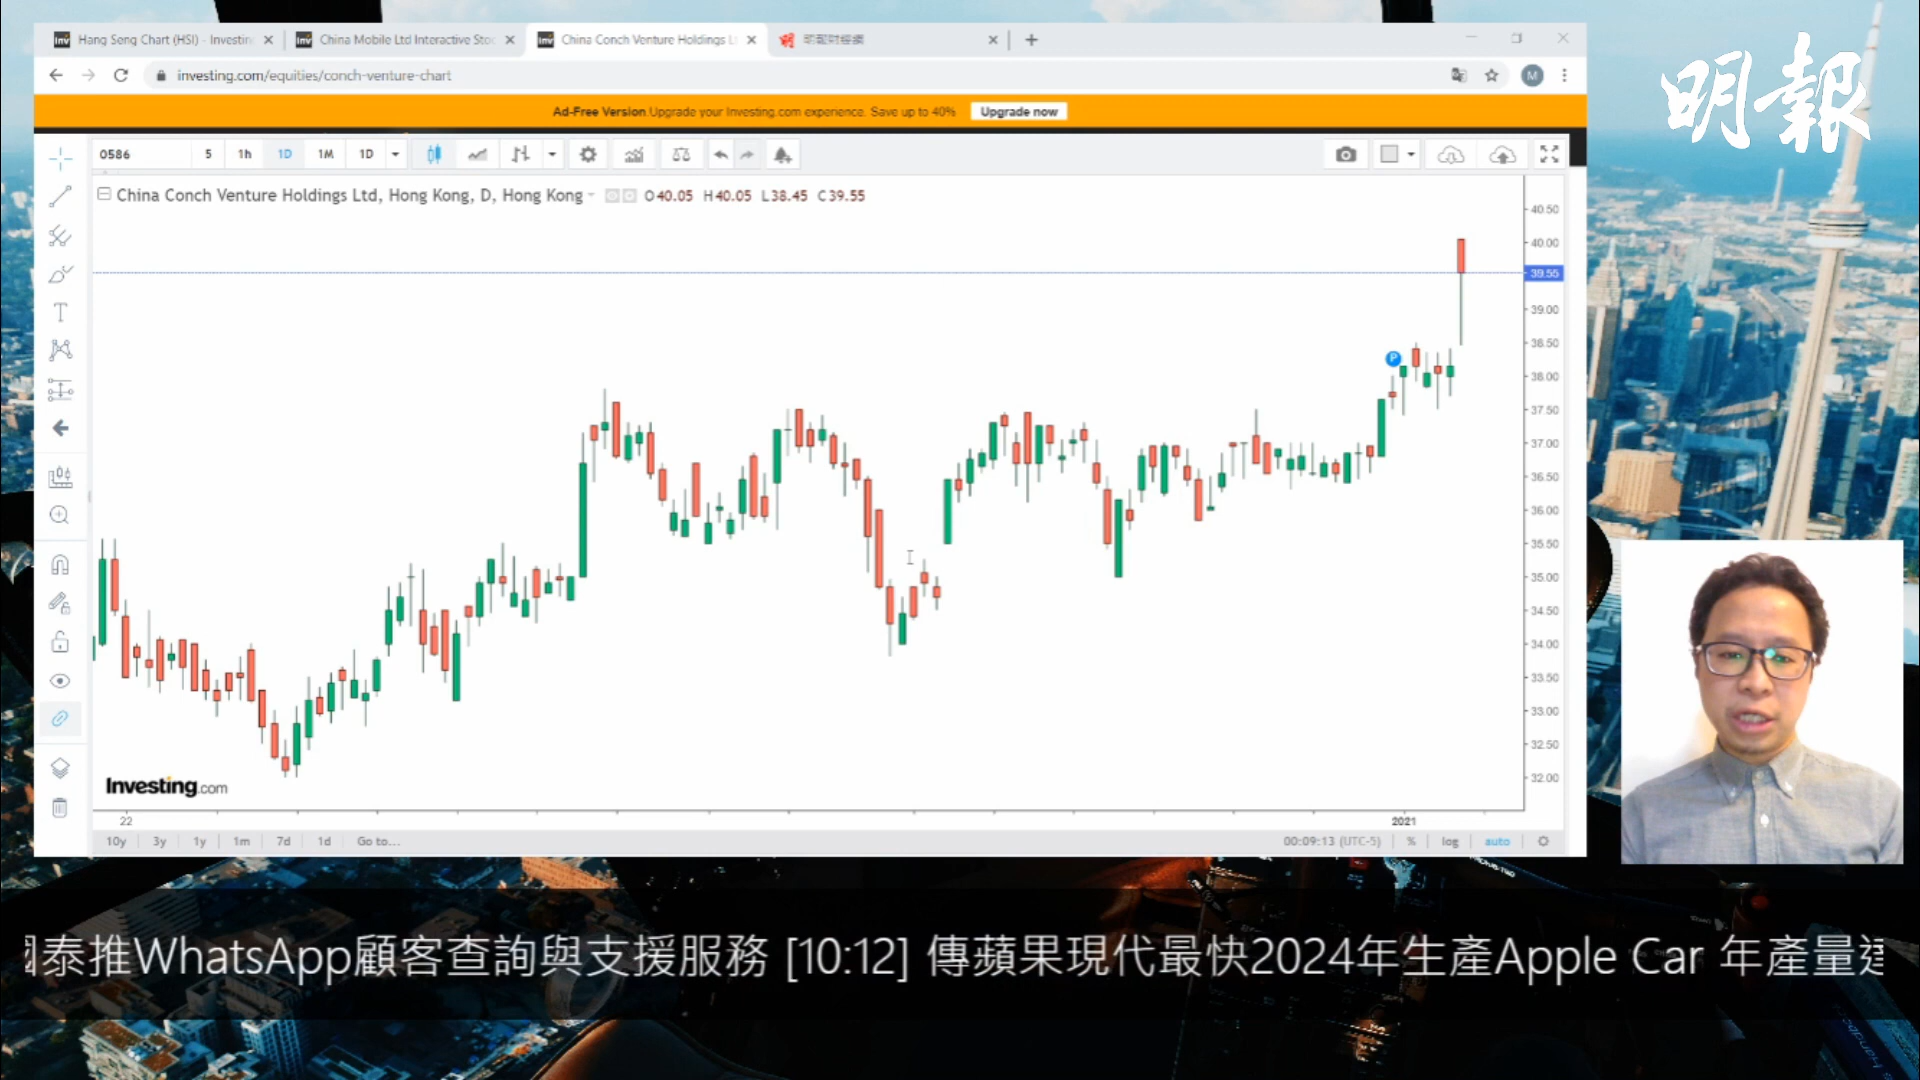 Hang Seng Chart (HSI) - Investin
China Mobile Ltd Interactive Stoc
China Conch Venture Holdings L
明報財經網
investing.com/equities/conch-venture-chart
M
明報
Ad-Free Version. Upgrade your Investing.com experience. Save up to 40%
Upgrade now
0586
5
1h
1D
1M
1D
China Conch Venture Holdings Ltd, Hong Kong, D, Hong Kong
O40.05 H40.05 L38.45 C39.55
40.50
40.00
39.55
39.00
38.50
P
38.00
37.50
37.00
36.50
36.00
35.50
35.00
34.50
34.00
33.50
33.00
32.50
32.00
Investing.com
22
2021
10y
3y
1y
1m
7d
1d
Go to...
00:09:13 (UTC-5)
%
log
auto
泰推WhatsApp顧客查詢與支援服務 [10:12] 傳蘋果現代最快2024年生產Apple Car 年產量